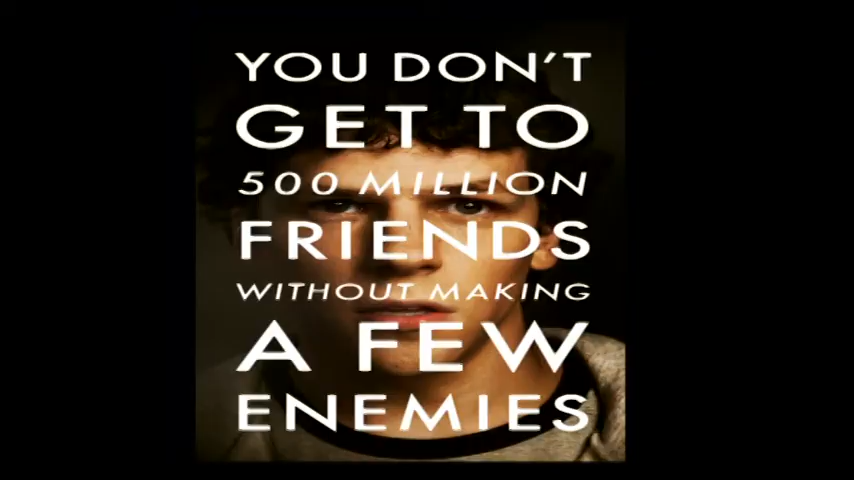 YOU DON'T
GET TO
500 MILLION
FRIENDS
WITHOUT MAKING
A FEW
ENEMIES